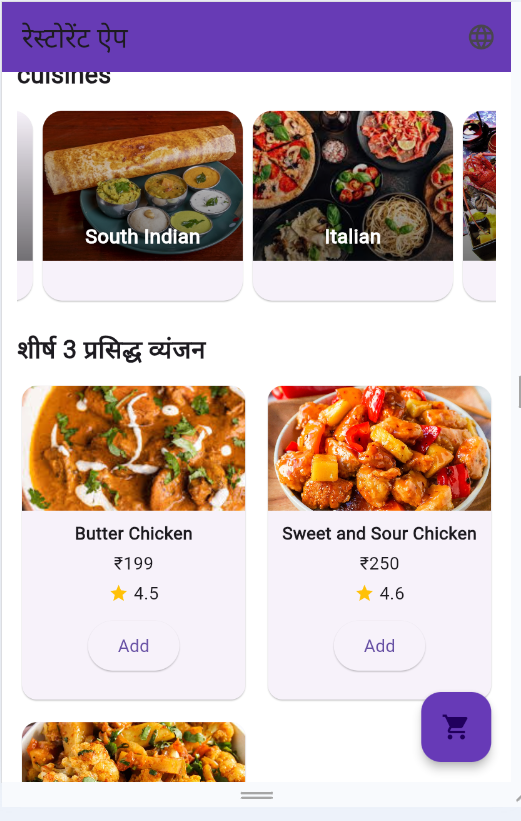 रेस्टोरेंट ऐप
cuisines
South Indian
Italian
शीर्ष 3 प्रसिद्ध व्यंजन
Butter Chicken
₹199
4.5
Add
Sweet and Sour Chicken
₹250
4.6
Add